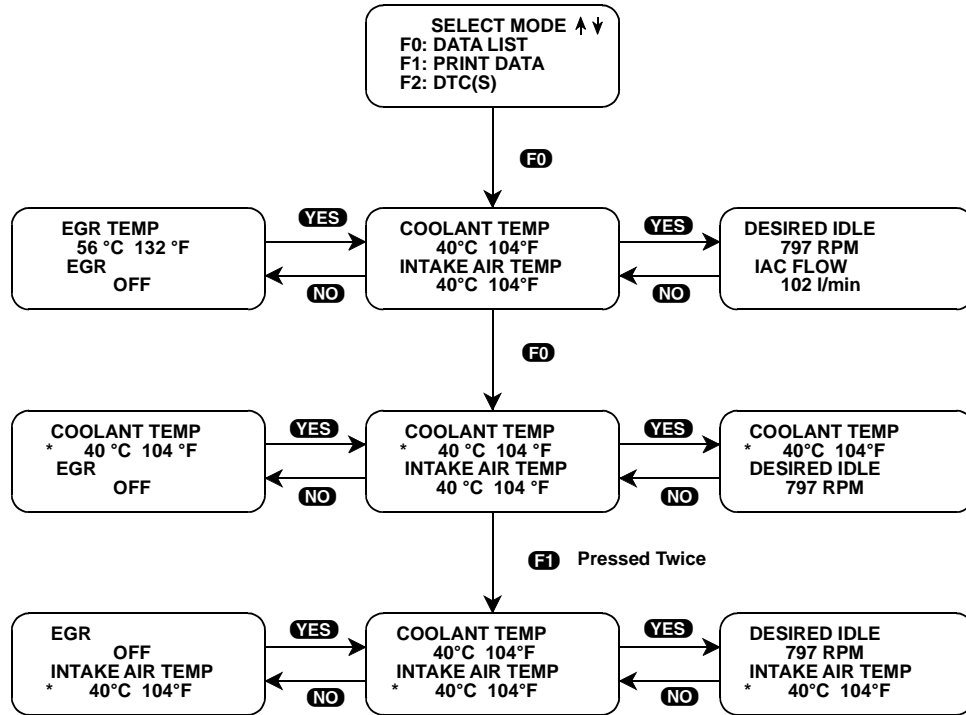 SELECT MODE
F0: DATA LIST
F1: PRINT DATA
F2: DTC(S)
F0
EGR TEMP
56 °C 132 °F
EGR
OFF
YES
NO
COOLANT TEMP
40°C 104°F
INTAKE AIR TEMP
40°C 104°F
YES
NO
DESIRED IDLE
797 RPM
IAC FLOW
102 l/min
F0
COOLANT TEMP
* 40 °C 104 °F
EGR
OFF
YES
NO
COOLANT TEMP
* 40 °C 104 °F
INTAKE AIR TEMP
40 °C 104 °F
YES
NO
COOLANT TEMP
* 40°C 104°F
DESIRED IDLE
797 RPM
F1 Pressed Twice
EGR
OFF
INTAKE AIR TEMP
* 40°C 104°F
YES
NO
COOLANT TEMP
40°C 104°F
INTAKE AIR TEMP
* 40°C 104°F
YES
NO
DESIRED IDLE
797 RPM
INTAKE AIR TEMP
* 40°C 104°F